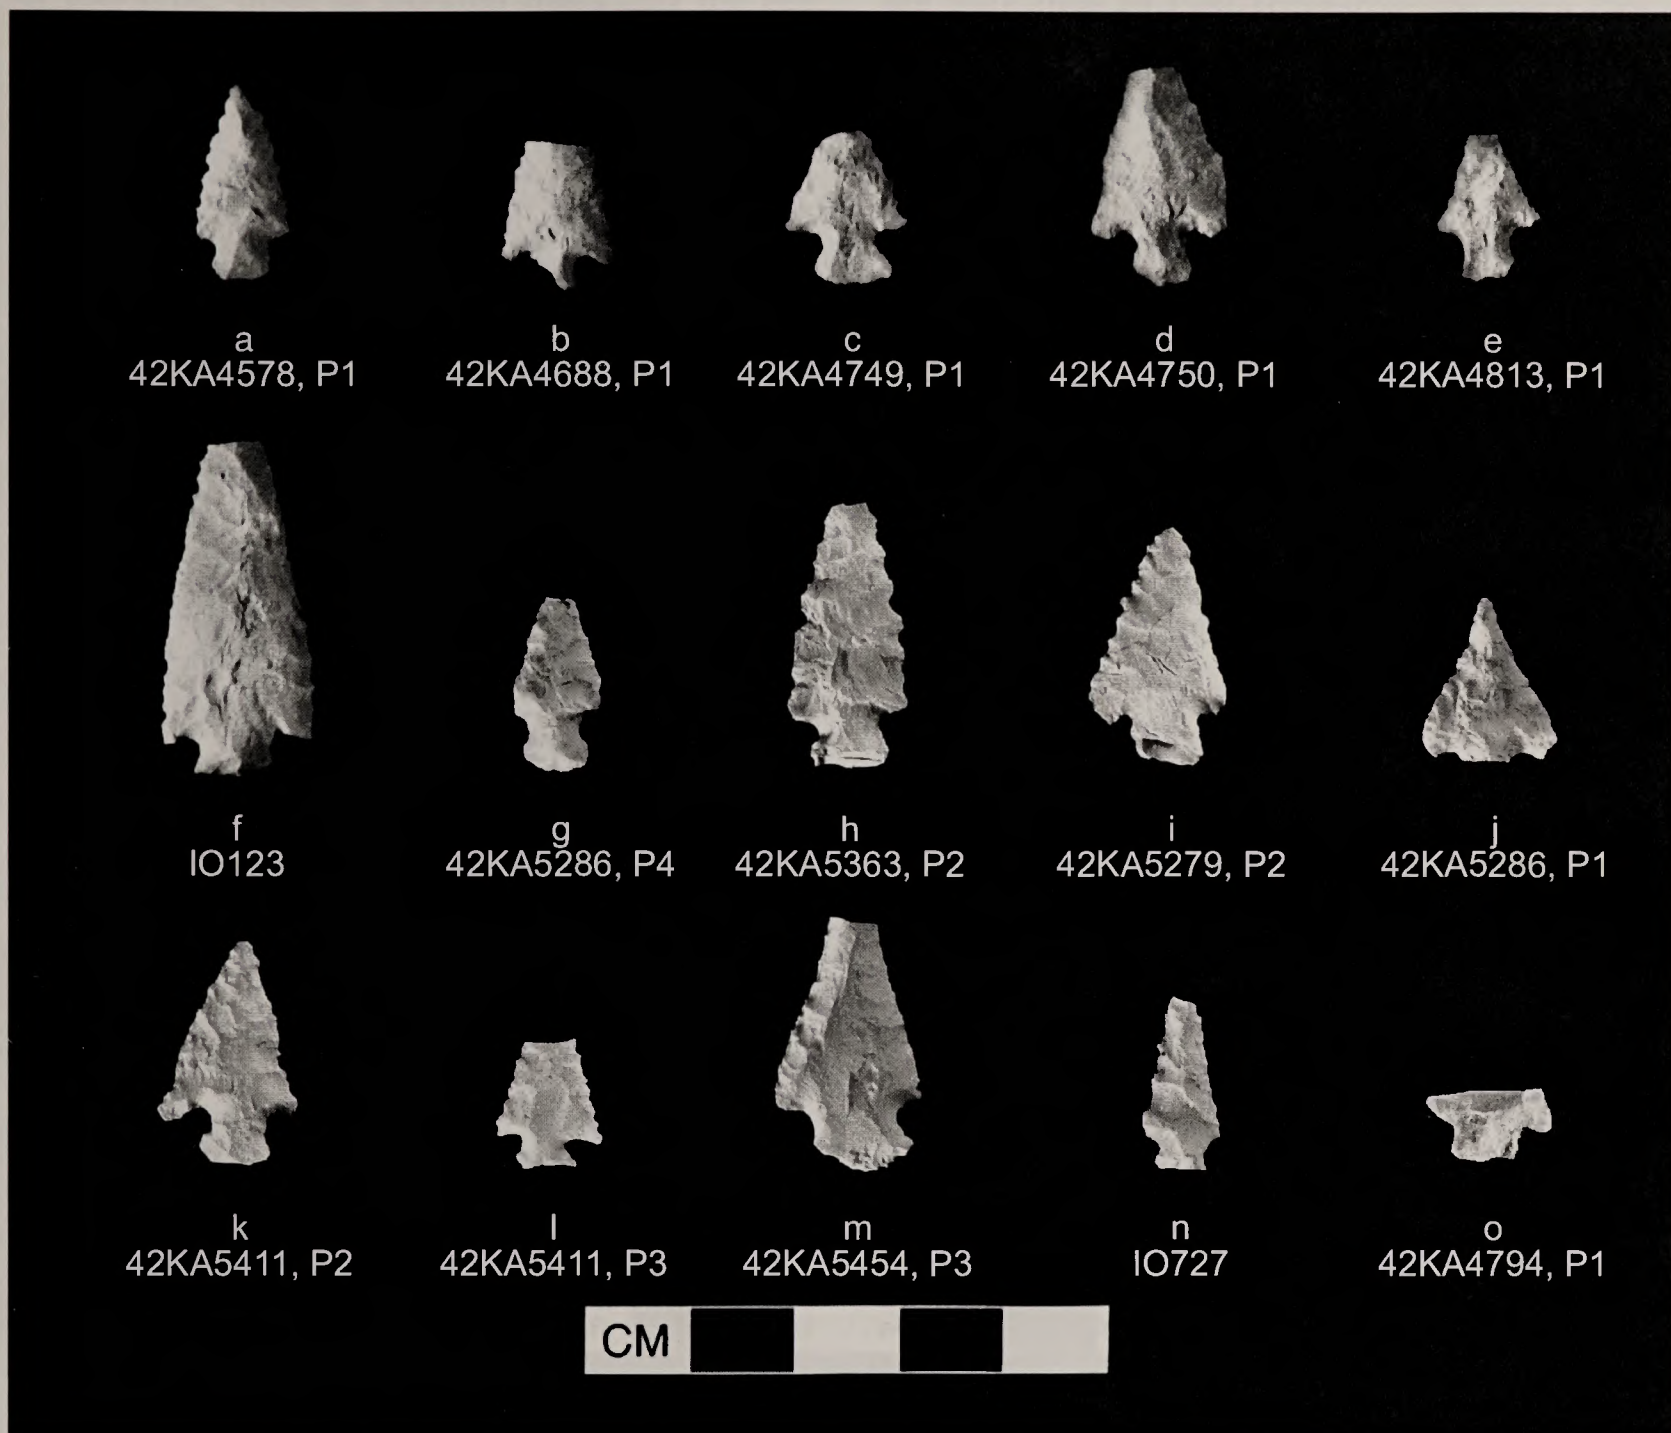 a
42KA4578, P1
b
42KA4688, P1
c
42KA4749, P1
d
42KA4750, P1
e
42KA4813, P1
f
IO123
g
42KA5286, P4
h
42KA5363, P2
i
42KA5279, P2
j
42KA5286, P1
k
42KA5411, P2
l
42KA5411, P3
m
42KA5454, P3
n
IO727
o
42KA4794, P1
CM